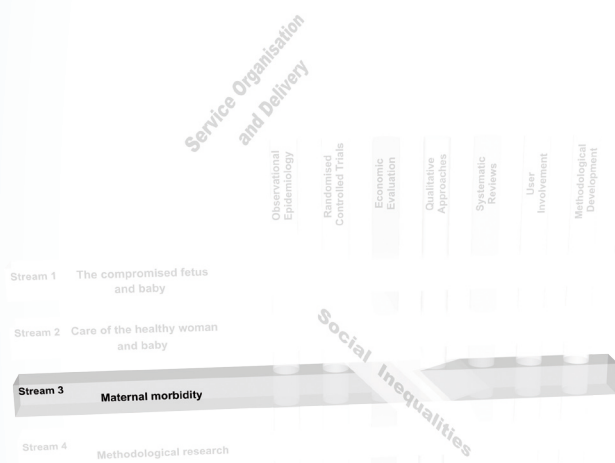 Service Organisation
and Delivery
Observational
Epidemiology
Randomised
Controlled Trials
Economic
Evaluation
Qualitative
Approaches
Systematic
Reviews
User
Involvement
Methodological
Development
Stream 1
The compromised fetus
and baby
Stream 2
Care of the healthy woman
and baby
Social Inequalities
Stream 3
Maternal morbidity
Stream 4
Methodological research